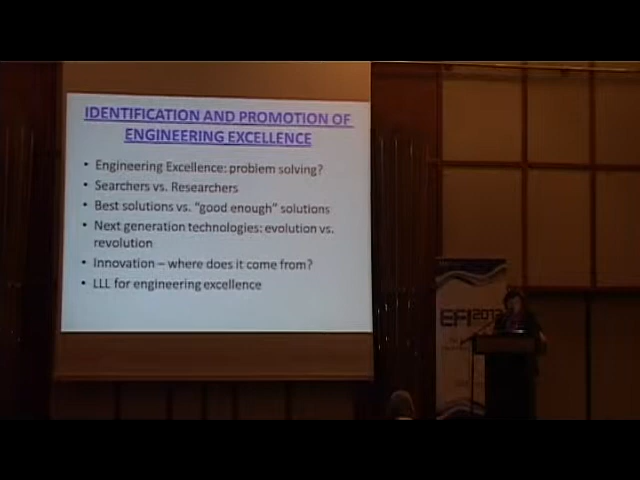 IDENTIFICATION AND PROMOTION OF
ENGINEERING EXCELLENCE
• Engineering Excellence: problem solving?
• Searchers vs. Researchers
• Best solutions vs. "good enough" solutions
• Next generation technologies: evolution vs.
revolution
• Innovation – where does it come from?
• LLL for engineering excellence
EFI